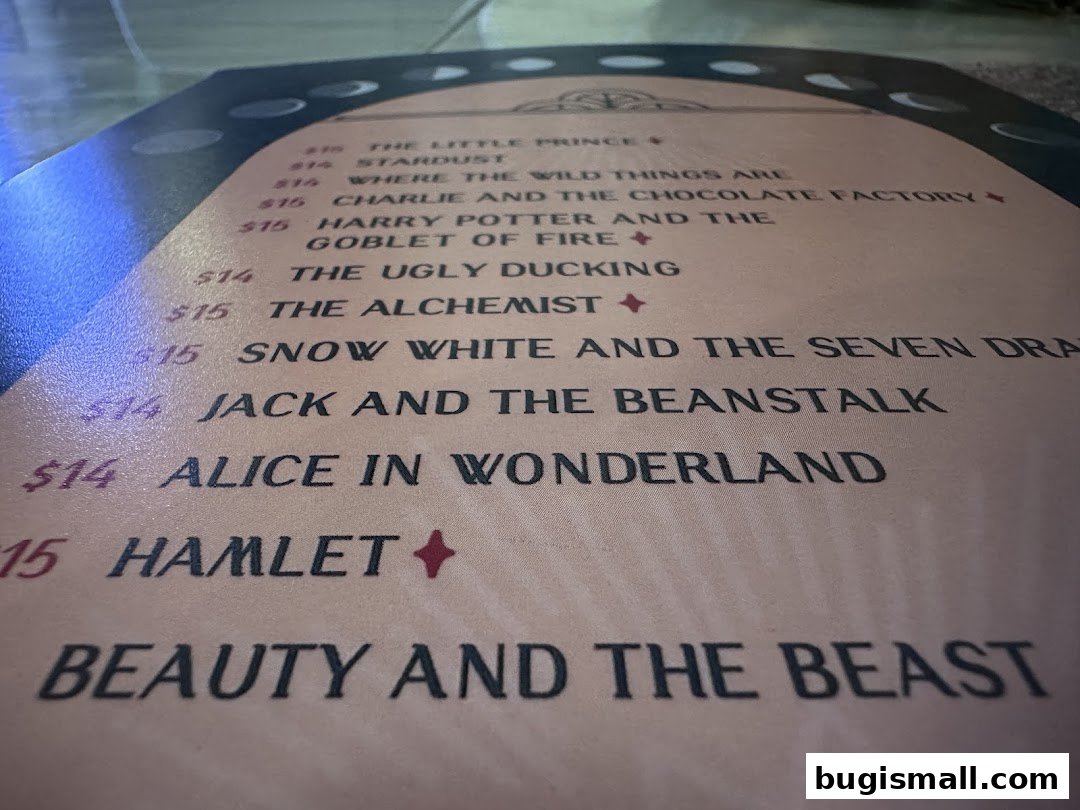 $15 THE LITTLE PRINCE
$14 STARDUST
$14 WHERE THE WILD THINGS ARE
$15 CHARLIE AND THE CHOCOLATE FACTORY
$15 HARRY POTTER AND THE
GOBLET OF FIRE
$14 THE UGLY DUCKING
$15 THE ALCHEMIST
$15 SNOW WHITE AND THE SEVEN DRA
$14 JACK AND THE BEANSTALK
$14 ALICE IN WONDERLAND
15 HAMLET
BEAUTY AND THE BEAST
bugismall.com